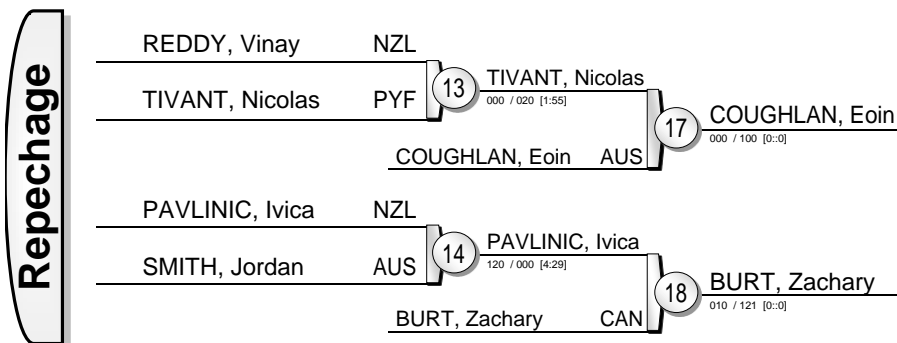 Repechage
REDDY, Vinay NZL
TIVANT, Nicolas PYF
13
TIVANT, Nicolas
000 / 020 [1:55]
COUGHLAN, Eoin AUS
17
COUGHLAN, Eoin
000 / 100 [0::0]
PAVLINIC, Ivica NZL
SMITH, Jordan AUS
14
PAVLINIC, Ivica
120 / 000 [4:29]
BURT, Zachary CAN
18
BURT, Zachary
010 / 121 [0::0]